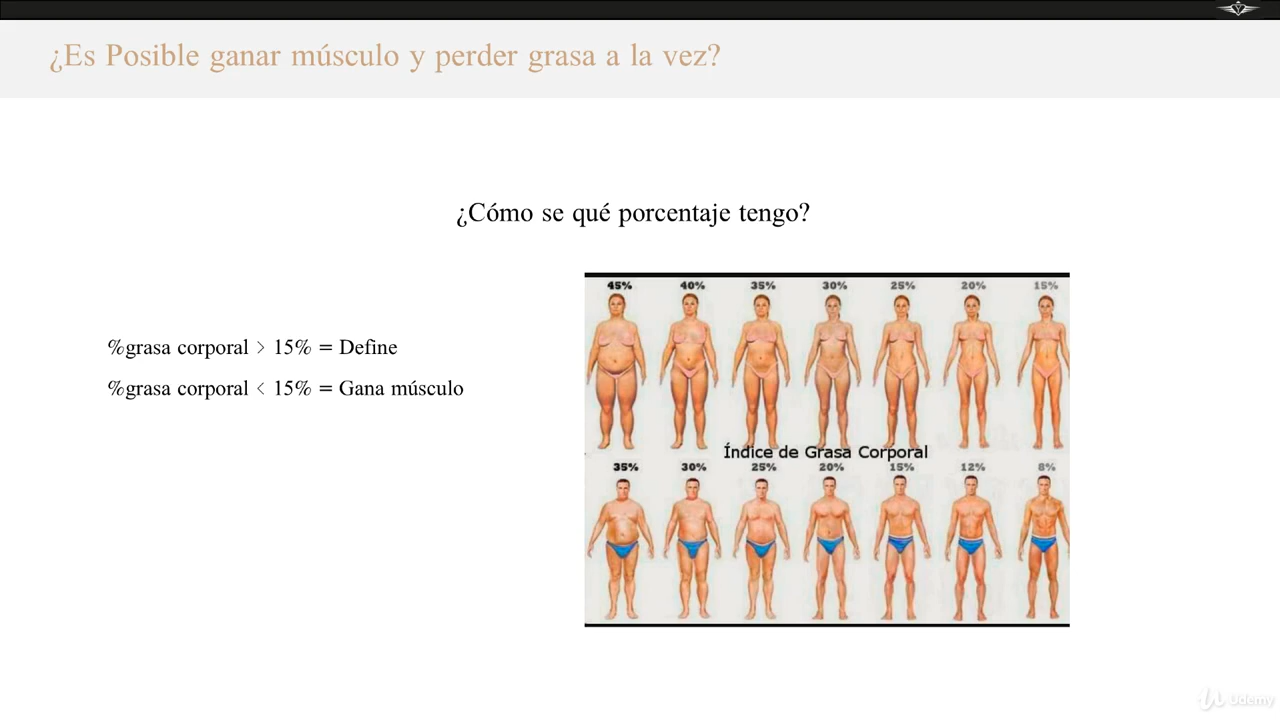 ¿Es Posible ganar músculo y perder grasa a la vez?
¿Cómo se qué porcentaje tengo?
%grasa corporal > 15% = Define
%grasa corporal < 15% = Gana músculo
45% 40% 35% 30% 25% 20% 15%
Índice de Grasa Corporal
35% 30% 25% 20% 15% 12% 8%
Udemy